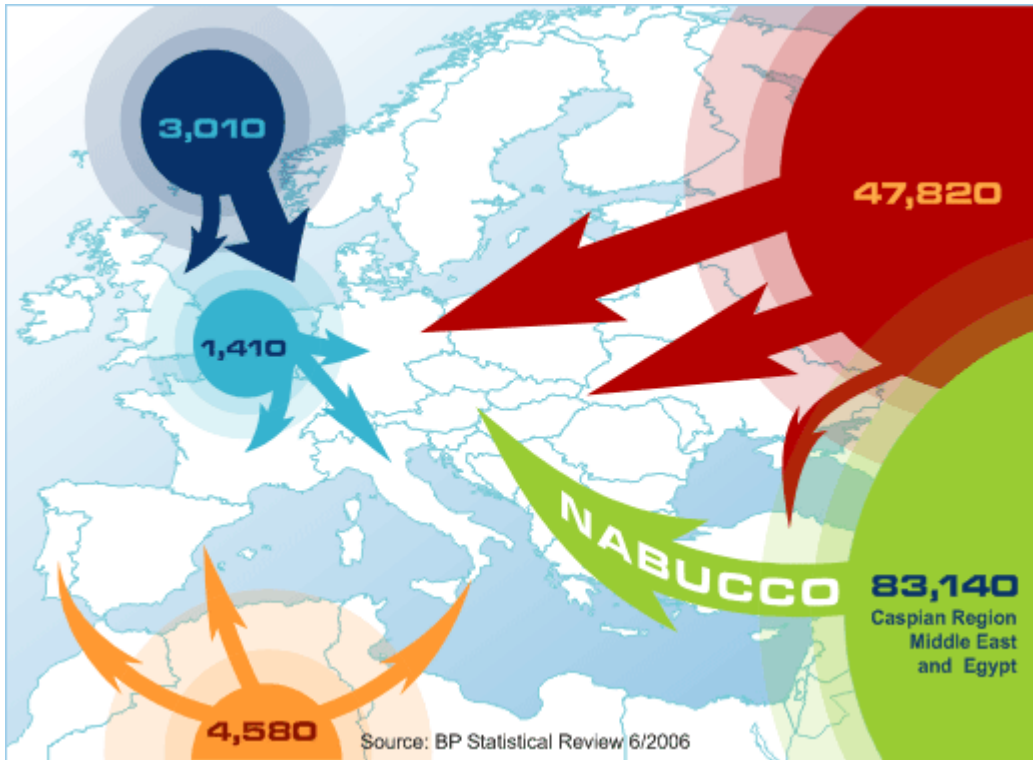 3,010
47,820
1,410
NABUCCO
83,140
Caspian Region
Middle East
and Egypt
4,580
Source: BP Statistical Review 6/2006